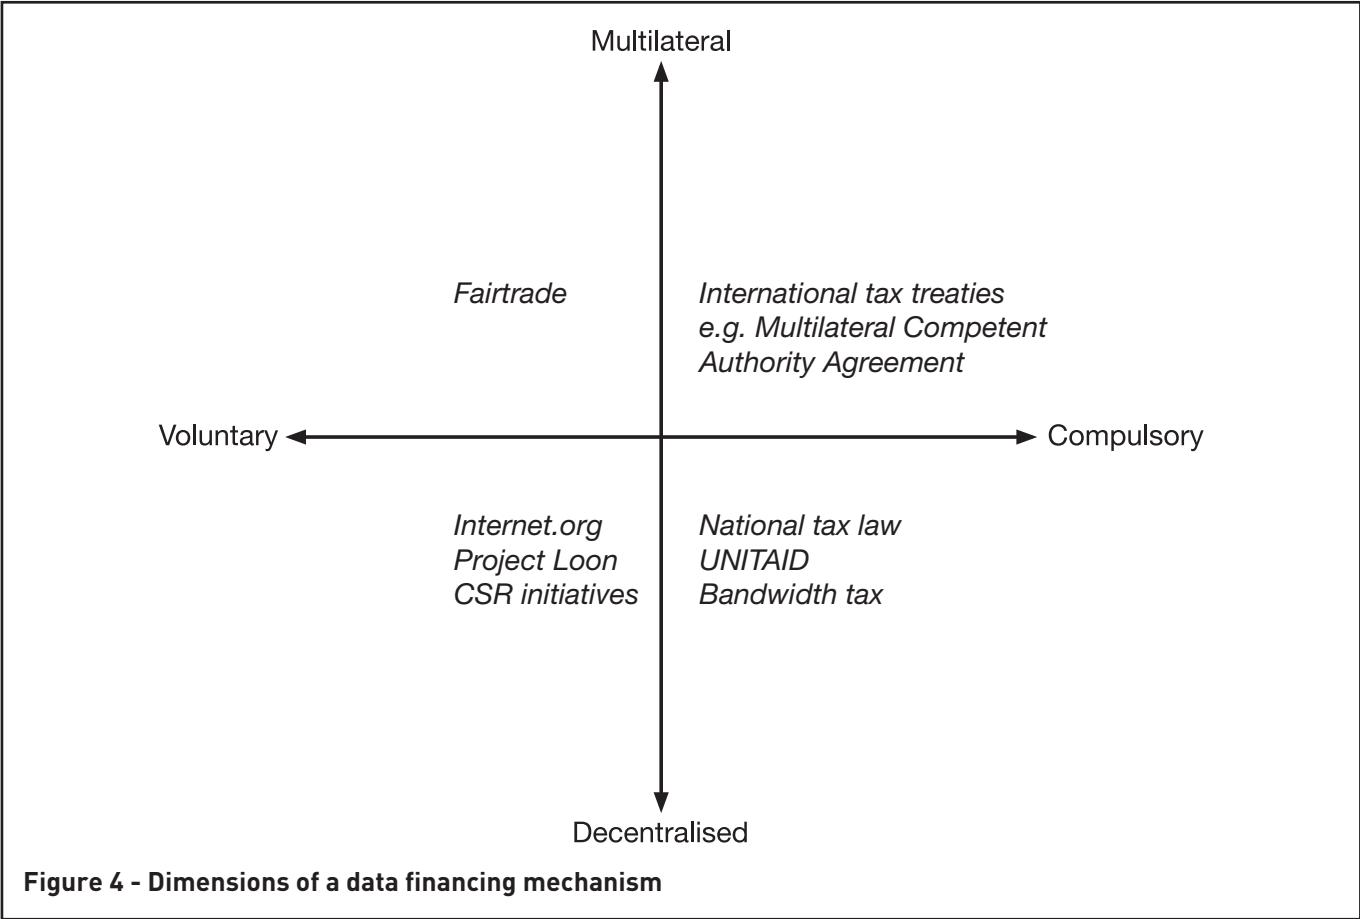 Multilateral
Fairtrade
International tax treaties
e.g. Multilateral Competent
Authority Agreement
Voluntary
Compulsory
Internet.org
Project Loon
CSR initiatives
National tax law
UNITAID
Bandwidth tax
Decentralised
Figure 4 - Dimensions of a data financing mechanism